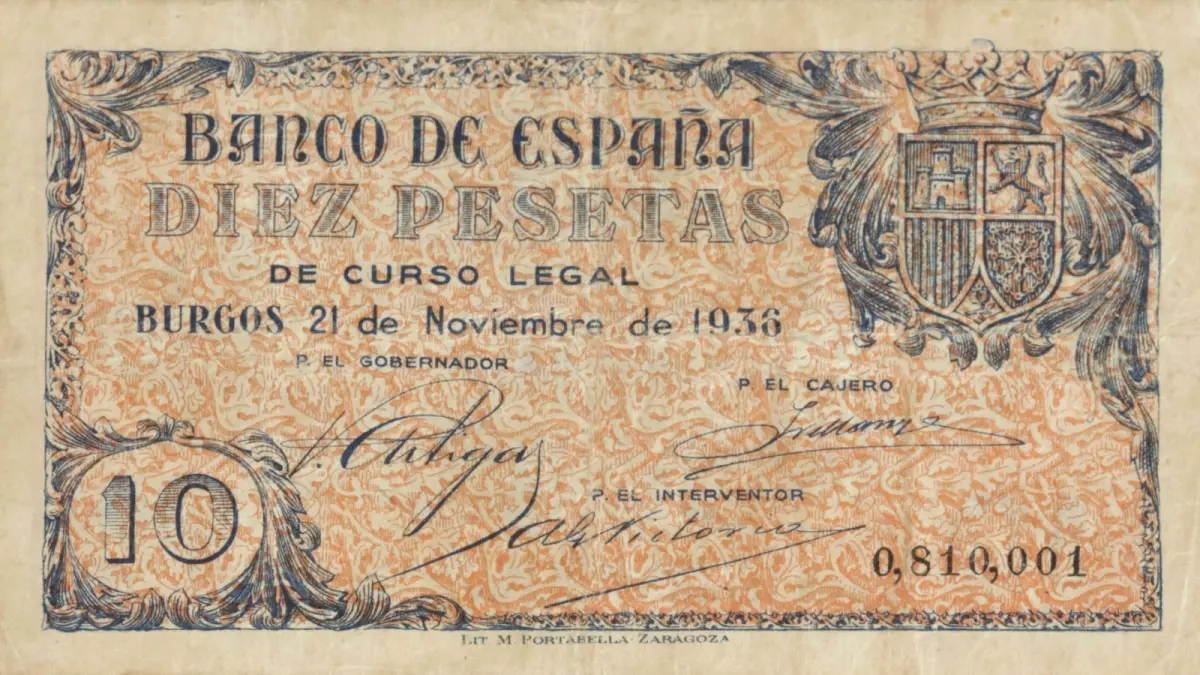 BANCO DE ESPAÑA
DIEZ PESETAS
DE CURSO LEGAL
BURGOS 21 de Noviembre de 1936
P. EL GOBERNADOR
P. EL CAJERO
P. EL INTERVENTOR
10
0,810,001
LIT M. PORTABELLA-ZARAGOZA